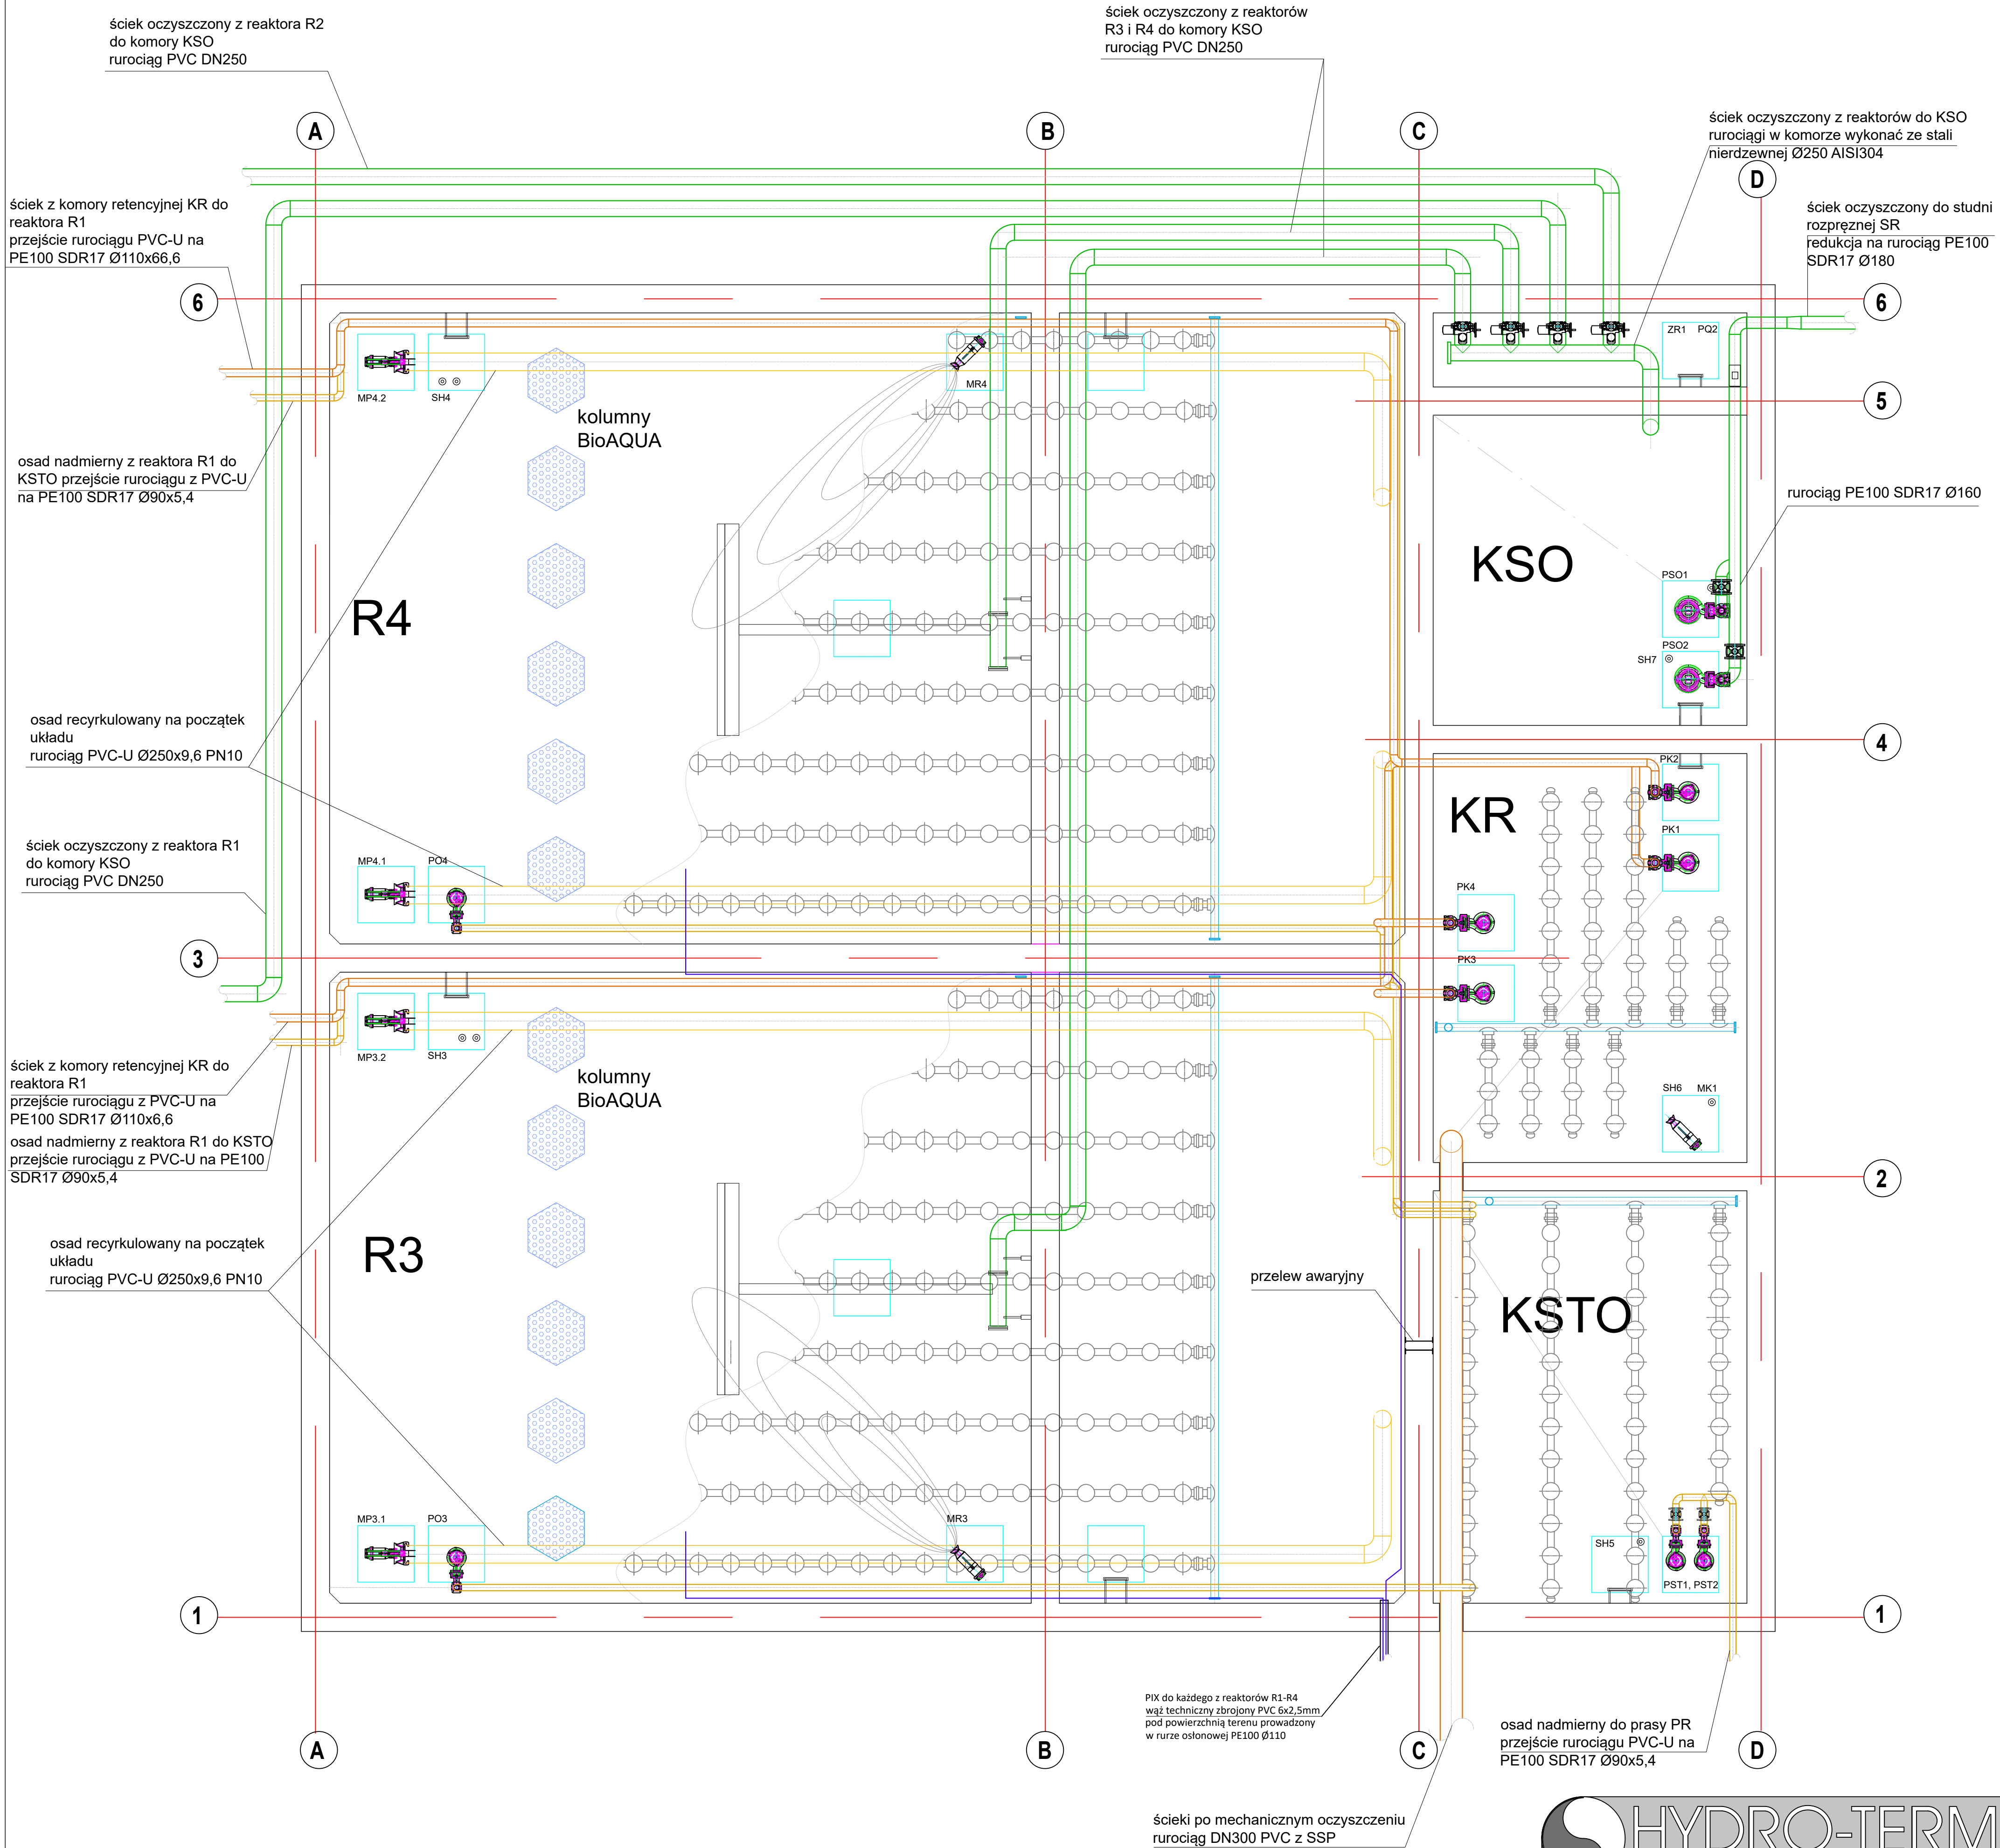 ściek oczyszczony z reaktora R2
do komory KSO
rurociąg PVC DN250
ściek oczyszczony z reaktorów
R3 i R4 do komory KSO
rurociąg PVC DN250
ściek oczyszczony z reaktorów do KSO
rurociągi w komorze wykonać ze stali
nierdzewnej Ø250 AISI304
A
B
C
D
ściek z komory retencyjnej KR do
reaktora R1
przejście rurociągu PVC-U na
PE100 SDR17 Ø110x66,6
ściek oczyszczony do studni
rozpręznej SR
redukcja na rurociąg PE100
SDR17 Ø180
6
6
ZR1 PQ2
MP4.2
SH4
MR4
5
kolumny
BioAQUA
osad nadmierny z reaktora R1 do
KSTO przejście rurociągu z PVC-U
na PE100 SDR17 Ø90x5,4
rurociąg PE100 SDR17 Ø160
KSO
PSO1
R4
PSO2
SH7
osad recyrkulowany na początek
układu
rurociąg PVC-U Ø250x9,6 PN10
4
PK2
KR
PK1
ściek oczyszczony z reaktora R1
do komory KSO
rurociąg PVC DN250
MP4.1
PO4
PK4
3
PK3
MP3.2
SH3
ściek z komory retencyjnej KR do
reaktora R1
przejście rurociągu z PVC-U na
PE100 SDR17 Ø110x6,6
kolumny
BioAQUA
SH6 MK1
osad nadmierny z reaktora R1 do KSTO
przejście rurociągu z PVC-U na PE100
SDR17 Ø90x5,4
2
osad recyrkulowany na początek
układu
rurociąg PVC-U Ø250x9,6 PN10
R3
przelew awaryjny
KSTO
MP3.1
PO3
MR3
SH5
PST1, PST2
1
1
PIX do każdego z reaktorów R1-R4
wąż techniczny zbrojony PVC 6x2,5mm
pod powierzchnią terenu prowadzony
w rurze osłonowej PE100 Ø110
osad nadmierny do prasy PR
przejście rurociągu PVC-U na
PE100 SDR17 Ø90x5,4
A
B
C
D
ścieki po mechanicznym oczyszczeniu
rurociąg DN300 PVC z SSP
HYDRO-TERM